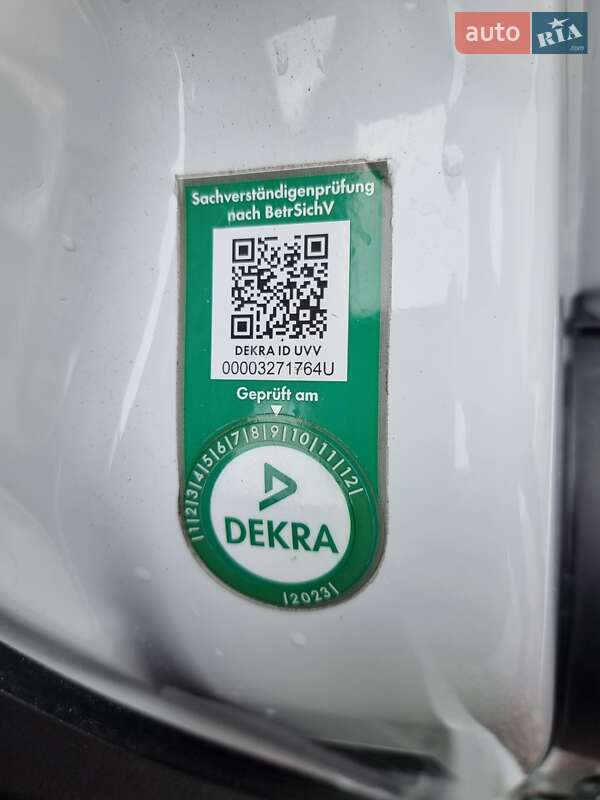 auto RIA .com
Sachverständigenprüfung
nach BetrSichV
DEKRA ID UVV
00003271764U
Geprüft am
|1|2|3|4|5|6|7|8|9|10|11|12|
DEKRA
|2023|